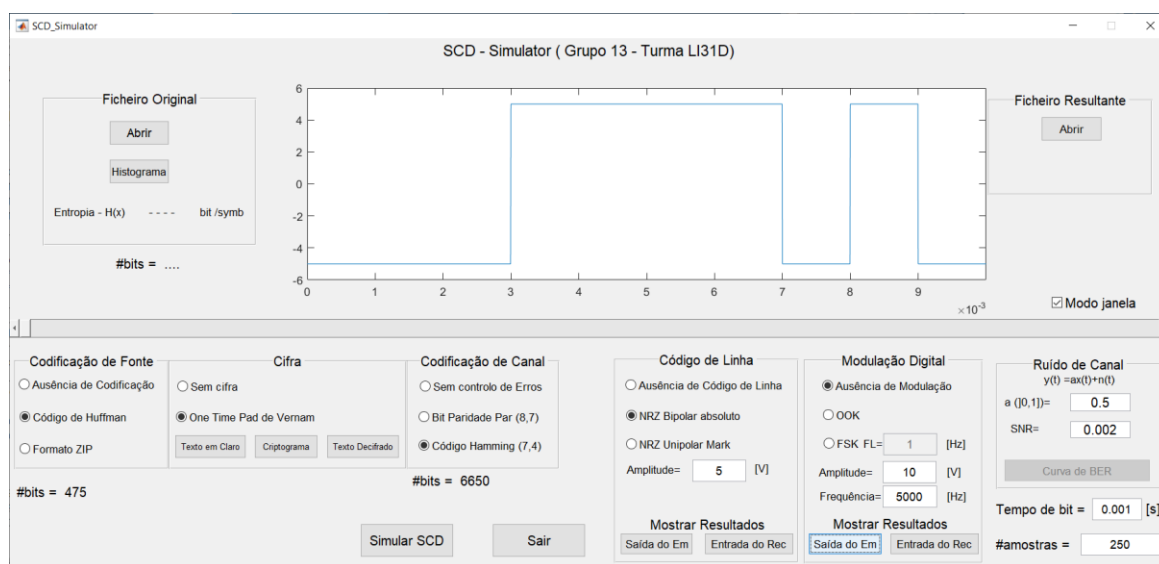 SCD_Simulator
SCD - Simulator ( Grupo 13 - Turma LI31D)
Ficheiro Original
Abrir
Histograma
Entropia - H(x) - - - - bit /symb
#bits = ....
6
4
2
0
-2
-4
-6
0 1 2 3 4 5 6 7 8 9
×10-3
Ficheiro Resultante
Abrir
Modo janela
Codificação de Fonte
Ausência de Codificação
Código de Huffman
Formato ZIP
#bits = 475
Cifra
Sem cifra
One Time Pad de Vernam
Texto em Claro Criptograma Texto Decifrado
Codificação de Canal
Sem controlo de Erros
Bit Paridade Par (8,7)
Código Hamming (7,4)
#bits = 6650
Simular SCD Sair
Código de Linha
Ausência de Código de Linha
NRZ Bipolar absoluto
NRZ Unipolar Mark
Amplitude= 5 [V]
Mostrar Resultados
Saída do Em Entrada do Rec
Modulação Digital
Ausência de Modulação
OOK
FSK FL= 1 [Hz]
Amplitude= 10 [V]
Frequência= 5000 [Hz]
Mostrar Resultados
Saída do Em Entrada do Rec
Ruído de Canal
y(t) =ax(t)+n(t)
a (]0,1])= 0.5
SNR= 0.002
Curva de BER
Tempo de bit = 0.001 [s]
#amostras = 250